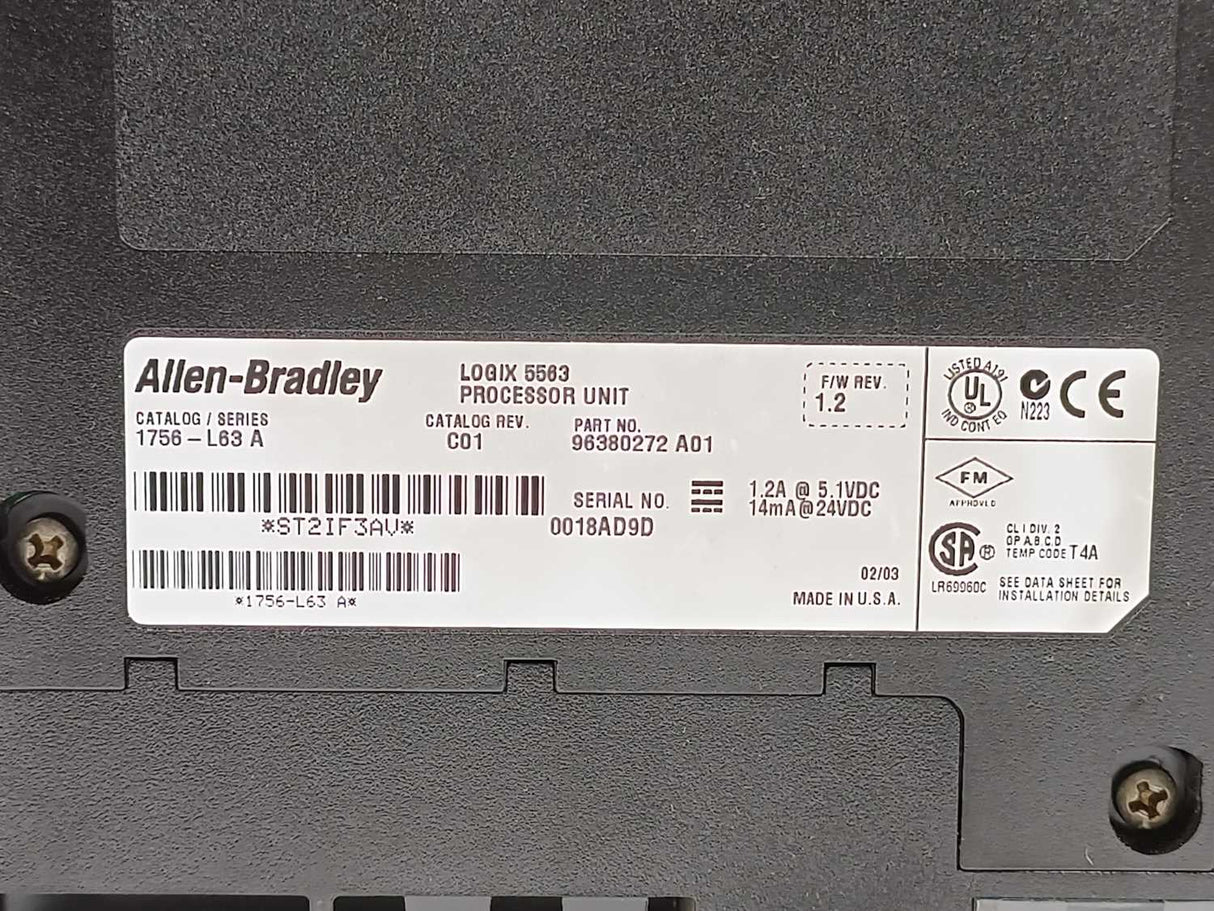 Allen-Bradley
LOGIX 5563
PROCESSOR UNIT
F/W REV.
1.2
CATALOG / SERIES
1756-L63 A
CATALOG REV.
C01
PART NO.
96380272 A01
*ST2IF3AV*
SERIAL NO.
0018AD9D
1.2A @ 5.1VDC
14mA@24VDC
*1756-L63 A*
02/03
MADE IN U.S.A.
LISTED A191
UL
®
IND CONT EQ
N223
CE
FM
APPROVED
SA ®
LR69960C
CL I DIV. 2
GP A,B,C,D
TEMP CODE T4A
SEE DATA SHEET FOR
INSTALLATION DETAILS